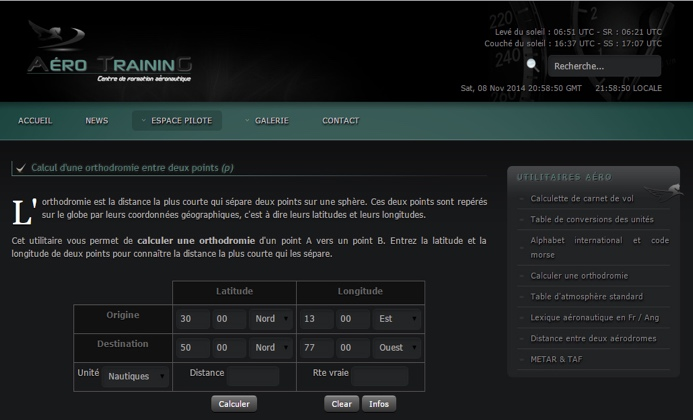 Levé du soleil : 06:51 UTC - SR : 06:21 UTC
Couché du soleil : 16:37 UTC - SS : 17:07 UTC
AÉRO TRAINING
Centre de formation aéronautique
Recherche...
Sat, 08 Nov 2014 20:58:50 GMT 21:58:50 LOCALE
ACCUEIL NEWS ESPACE PILOTE GALERIE CONTACT
Calcul d'une orthodromie entre deux points (p)
L'orthodromie est la distance la plus courte qui sépare deux points sur une sphère. Ces deux points sont repérés
sur le globe par leurs coordonnées géographiques, c'est à dire leurs latitudes et leurs longitudes.
Cet utilitaire vous permet de calculer une orthodromie d'un point A vers un point B. Entrez la latitude et la
longitude de deux points pour connaître la distance la plus courte qui les sépare.
Latitude Longitude
Origine 30 00 Nord 13 00 Est
Destination 50 00 Nord 77 00 Ouest
Unité Nautiques Distance Rte vraie
Calculer Clear Infos
UTILITAIRES AÉRO
Calculette de carnet de vol
Table de conversions des unités
Alphabet international et code
morse
Calculer une orthodromie
Table d'atmosphère standard
Lexique aéronautique en Fr / Ang
Distance entre deux aérodromes
METAR & TAF